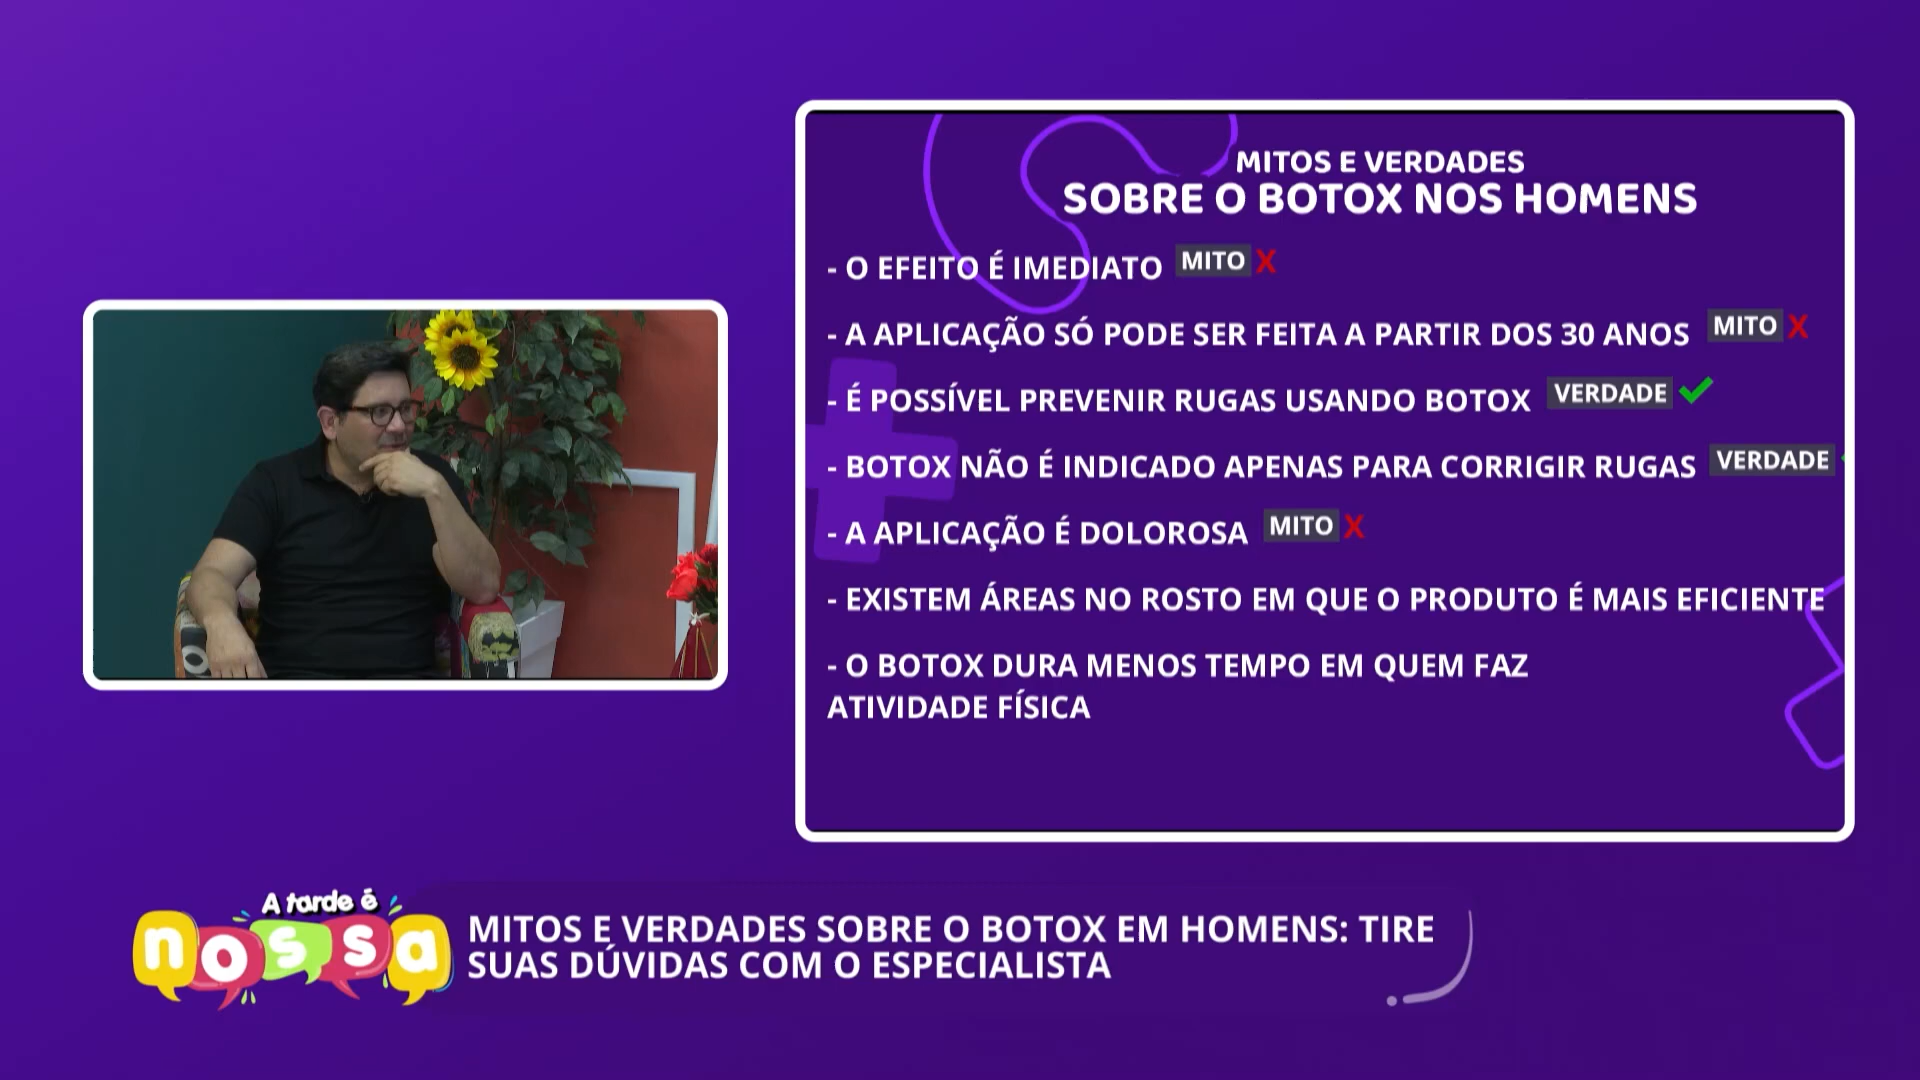 MITOS E VERDADES
SOBRE O BOTOX NOS HOMENS
- O EFEITO É IMEDIATO MITO X
- A APLICAÇÃO SÓ PODE SER FEITA A PARTIR DOS 30 ANOS MITO X
- É POSSÍVEL PREVENIR RUGAS USANDO BOTOX VERDADE
- BOTOX NÃO É INDICADO APENAS PARA CORRIGIR RUGAS VERDADE
- A APLICAÇÃO É DOLOROSA MITO X
- EXISTEM ÁREAS NO ROSTO EM QUE O PRODUTO É MAIS EFICIENTE
- O BOTOX DURA MENOS TEMPO EM QUEM FAZ
ATIVIDADE FÍSICA
A tarde é
nossa
MITOS E VERDADES SOBRE O BOTOX EM HOMENS: TIRE
SUAS DÚVIDAS COM O ESPECIALISTA